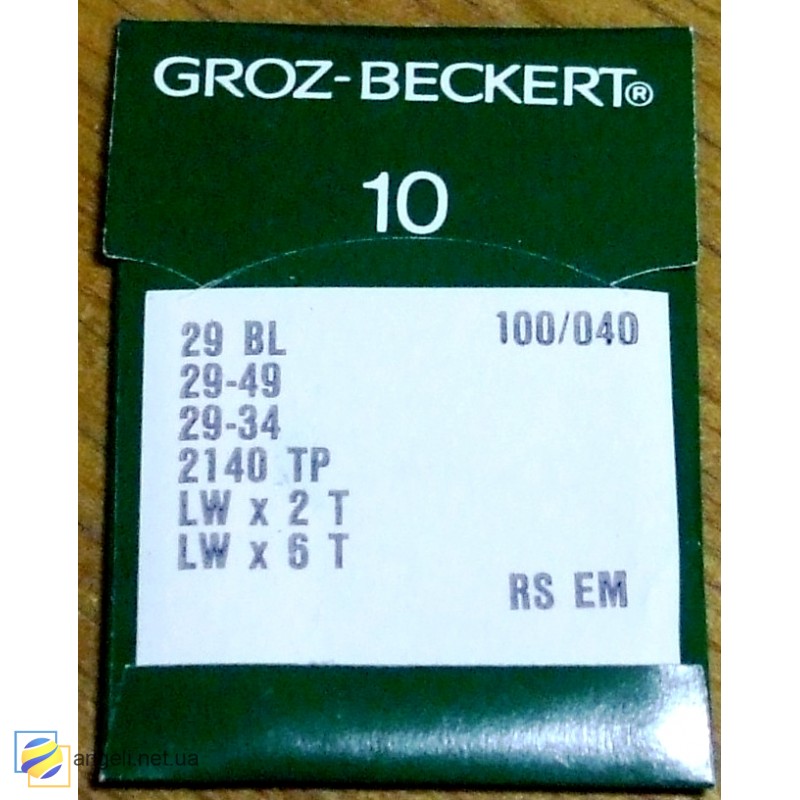 GROZ-BECKERT®
10
100/040
29 BL
29-49
29-34
2140 TP
LW x 2 T
LW x 6 T
RS EM
angeli.net.ua